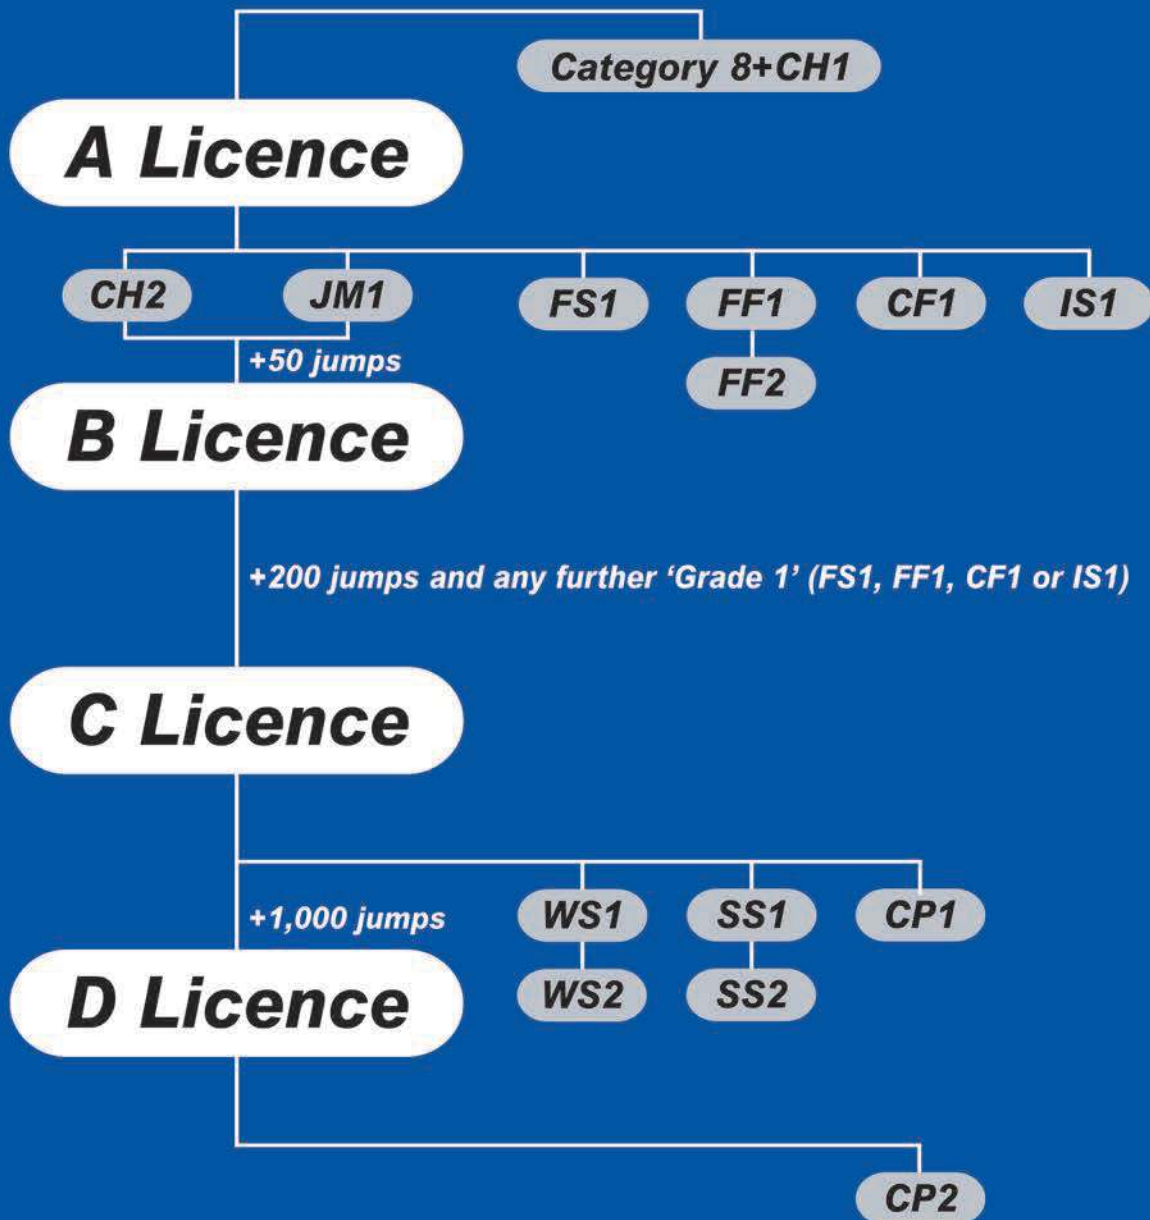 Category 8+CH1
A Licence
CH2 JM1 FS1 FF1 CF1 IS1
+50 jumps
FF2
B Licence
+200 jumps and any further ‘Grade 1’ (FS1, FF1, CF1 or IS1)
C Licence
+1,000 jumps
WS1 SS1 CP1
D Licence
WS2 SS2
CP2